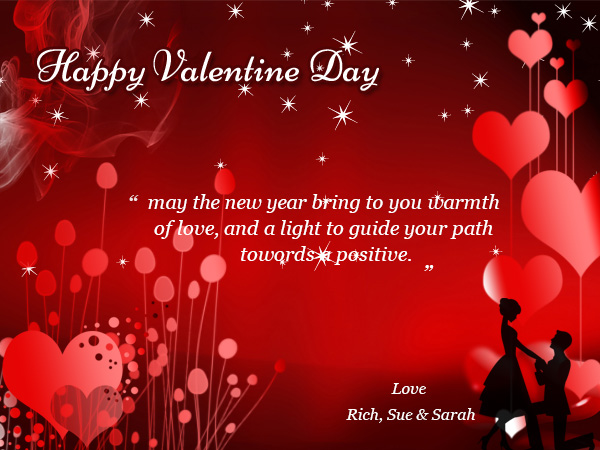 Happy Valentine Day
“ may the new year bring to you warmth
of love, and a light to guide your path
towords a positive. ”
Love
Rich, Sue & Sarah